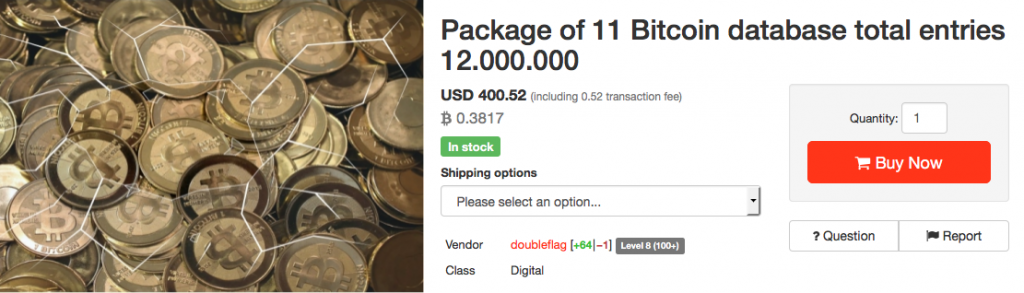 Package of 11 Bitcoin database total entries
12.000.000
USD 400.52 (including 0.52 transaction fee)
฿ 0.3817
In stock
Shipping options
Please select an option...
Vendor doubleflag [+64|−1] Level 8 (100+)
Class Digital
Quantity: 1
Buy Now
? Question
Report